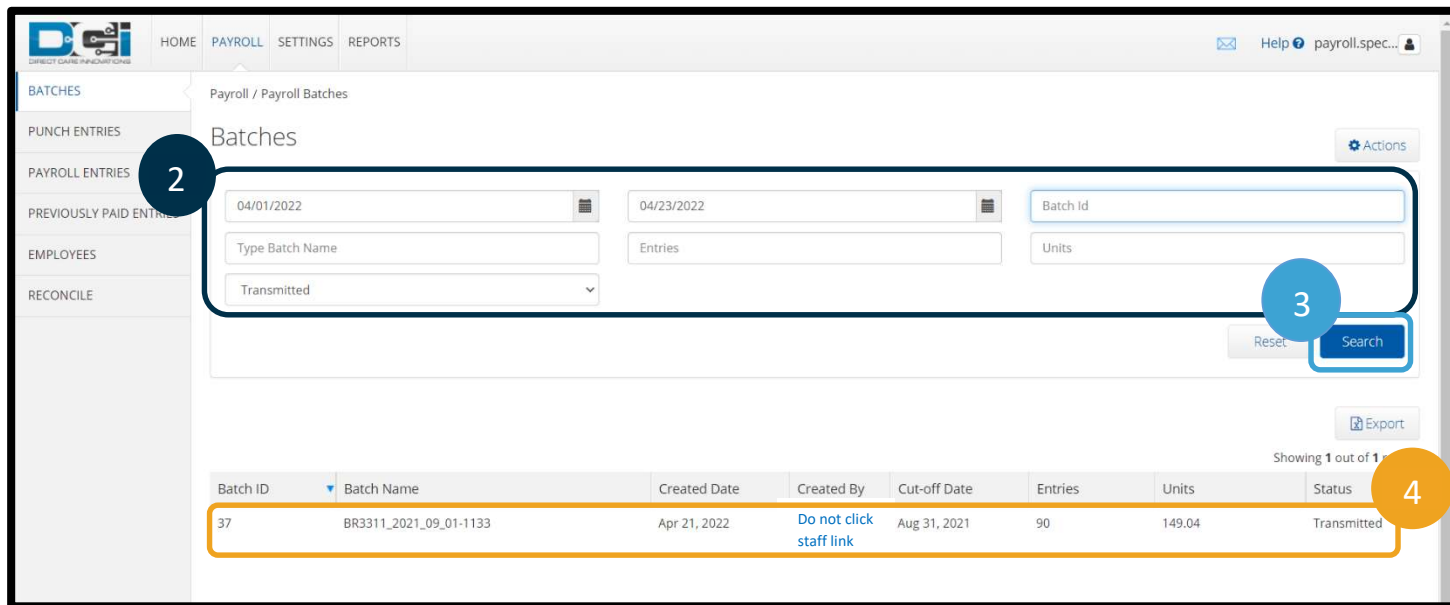 DCI
DIRECT CARE INNOVATIONS
HOME PAYROLL SETTINGS REPORTS
Help payroll.spec...
BATCHES
PUNCH ENTRIES
PAYROLL ENTRIES
PREVIOUSLY PAID
EMPLOYEES
RECONCILE
Payroll / Payroll Batches
Batches
Actions
2
04/01/2022 04/23/2022 Batch Id
Type Batch Name Entries Units
Transmitted
3
Reset Search
Export
Showing 1 out of 1
Batch ID Batch Name Created Date Created By Cut-off Date Entries Units Status
4
37 BR3311_2021_09_01-1133 Apr 21, 2022 Do not click Aug 31, 2021 90 149.04 Transmitted
staff link